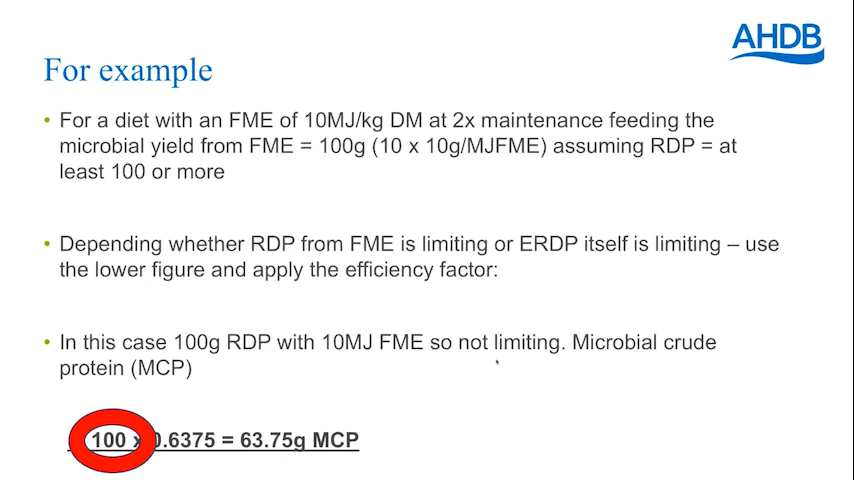 AHDB
For example
• For a diet with an FME of 10MJ/kg DM at 2x maintenance feeding the
microbial yield from FME = 100g (10 x 10g/MJFME) assuming RDP = at
least 100 or more
• Depending whether RDP from FME is limiting or ERDP itself is limiting – use
the lower figure and apply the efficiency factor:
• In this case 100g RDP with 10MJ FME so not limiting. Microbial crude
protein (MCP)
100 x 0.6375 = 63.75g MCP